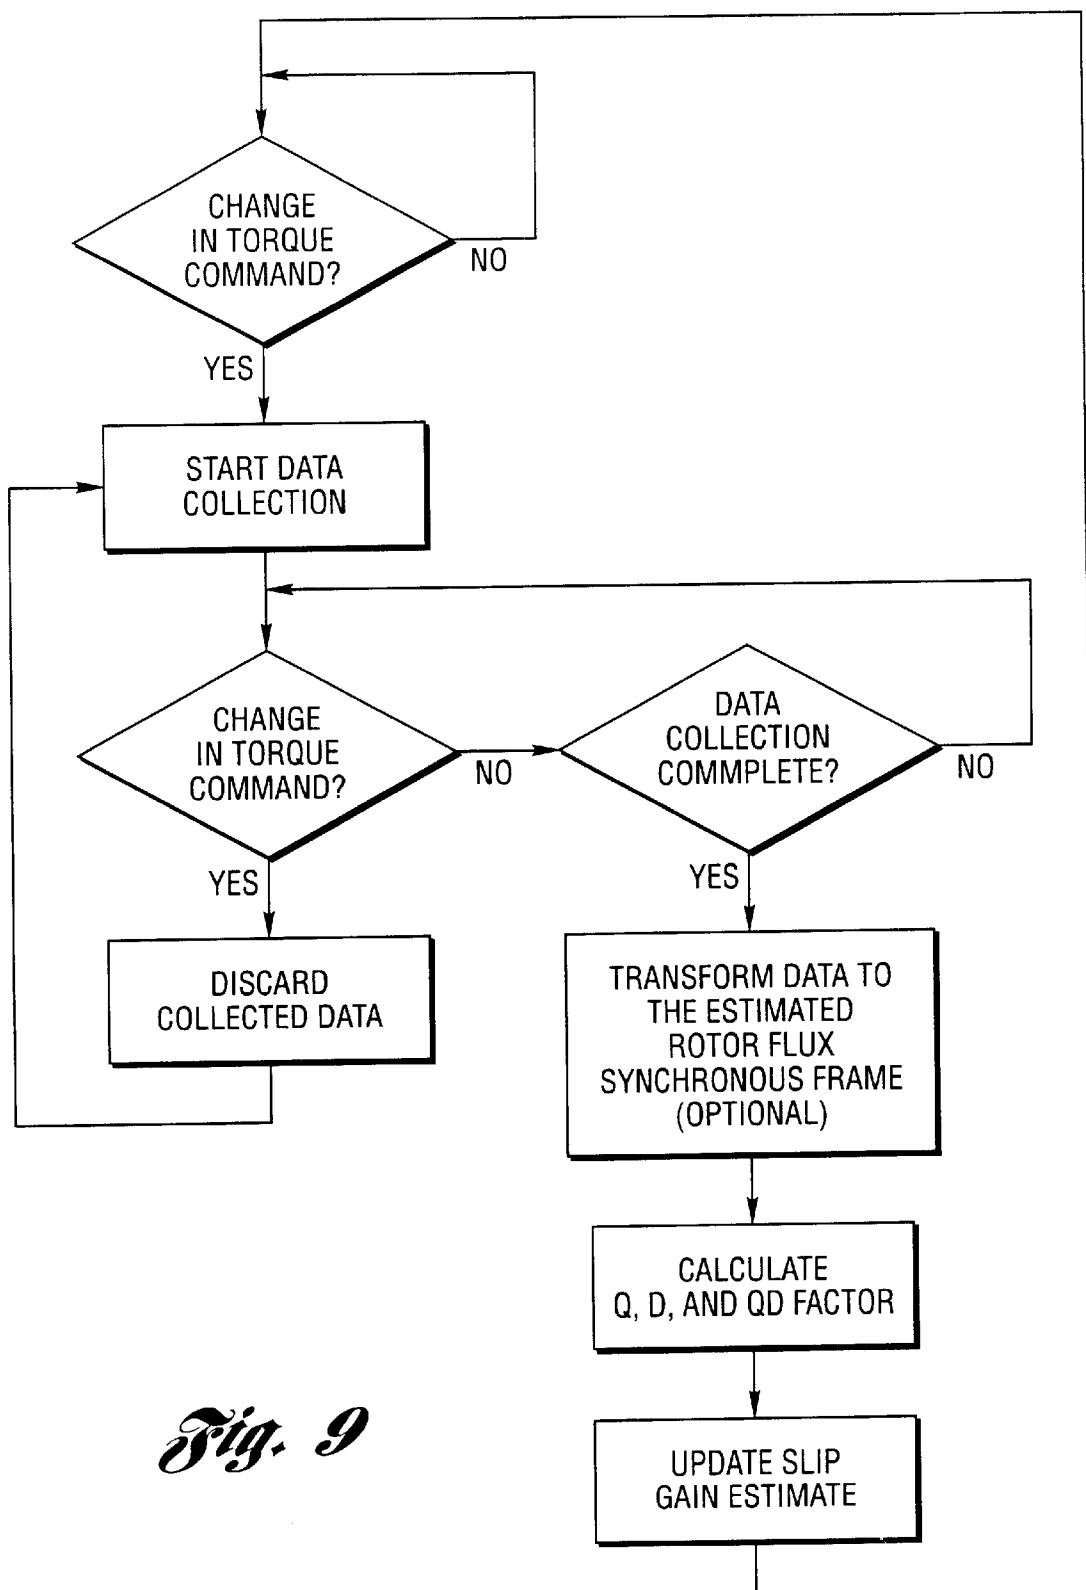 CHANGE
IN TORQUE
COMMAND?
NO
YES
START DATA
COLLECTION
CHANGE
IN TORQUE
COMMAND?
NO
YES
DATA
COLLECTION
COMMPLETE?
NO
YES
DISCARD
COLLECTED DATA
TRANSFORM DATA TO
THE ESTIMATED
ROTOR FLUX
SYNCHRONOUS FRAME
(OPTIONAL)
CALCULATE
Q, D, AND QD FACTOR
UPDATE SLIP
GAIN ESTIMATE
Fig. 9